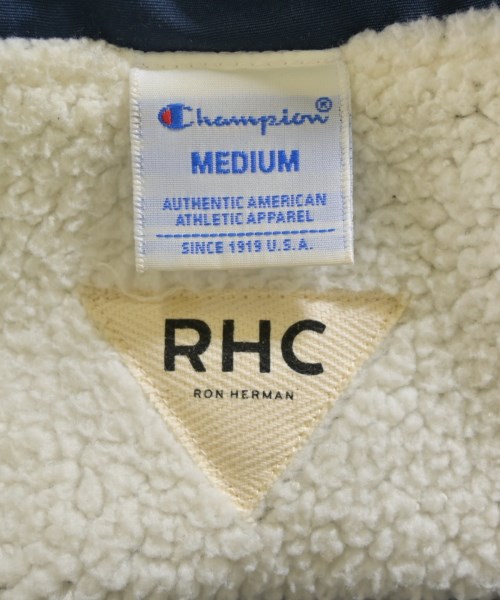 Champion®
MEDIUM
AUTHENTIC AMERICAN
ATHLETIC APPAREL
SINCE 1919 U.S.A.
RHC
RON HERMAN